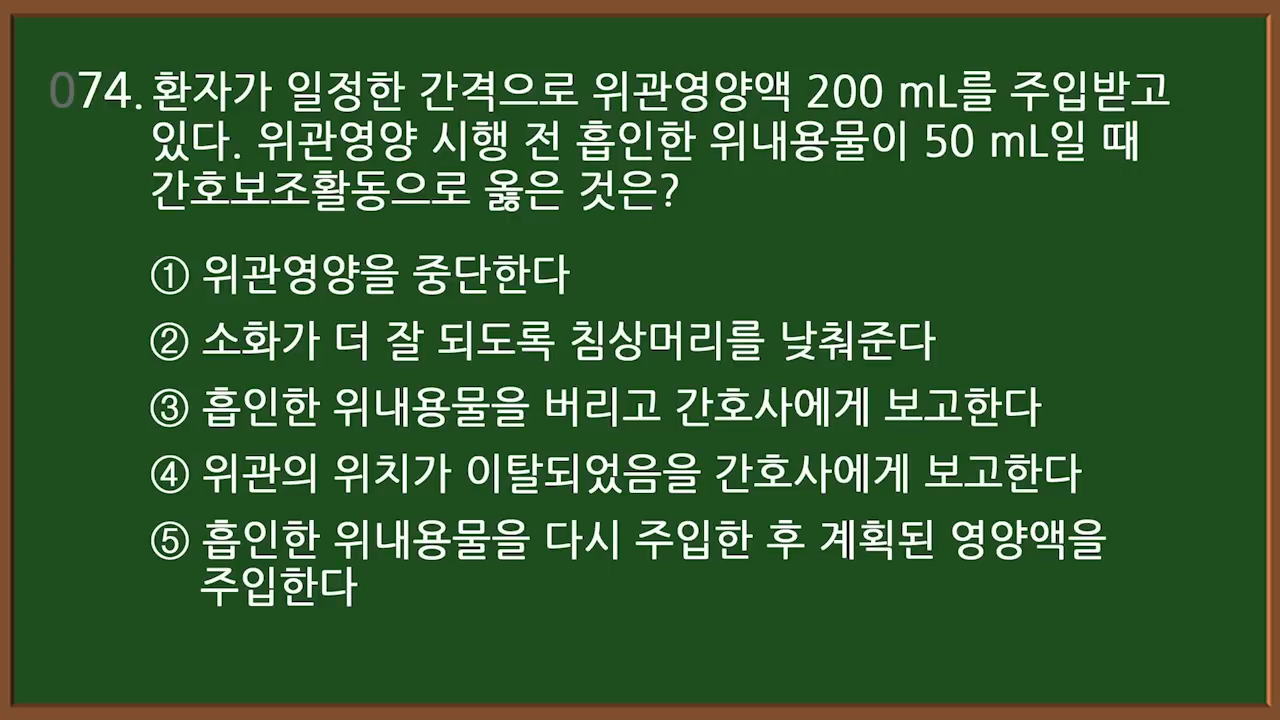 074. 환자가 일정한 간격으로 위관영양액 200 mL를 주입받고
있다. 위관영양 시행 전 흡인한 위내용물이 50 mL일 때
간호보조활동으로 옳은 것은?
① 위관영양을 중단한다
② 소화가 더 잘 되도록 침상머리를 낮춰준다
③ 흡인한 위내용물을 버리고 간호사에게 보고한다
④ 위관의 위치가 이탈되었음을 간호사에게 보고한다
⑤ 흡인한 위내용물을 다시 주입한 후 계획된 영양액을
주입한다